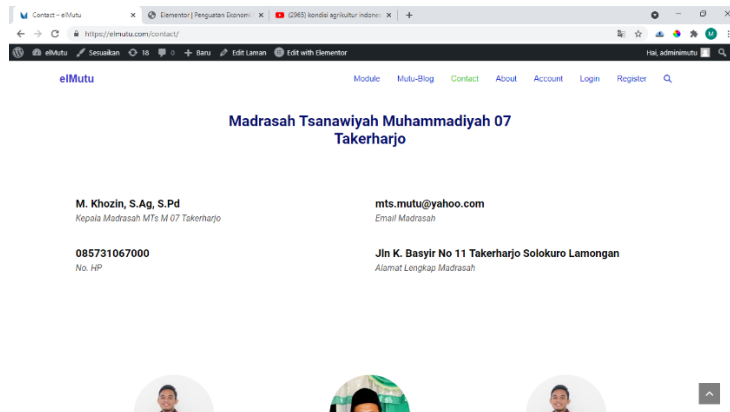 Contact – elMutu
Elementor | Penguatan Ekonomi
(2965) kondisi agrikultur indones
https://elmutu.com/contact/
elMutu Sesuaikan 18 0 Baru Edit Laman Edit with Elementor Hai, adminimutu
elMutu Module Mutu-Blog Contact About Account Login Register
Madrasah Tsanawiyah Muhammadiyah 07
Takerharjo
M. Khozin, S.Ag, S.Pd
Kepala Madrasah MTs M 07 Takerharjo
mts.mutu@yahoo.com
Email Madrasah
085731067000
No. HP
Jln K. Basyir No 11 Takerharjo Solokuro Lamongan
Alamat Lengkap Madrasah